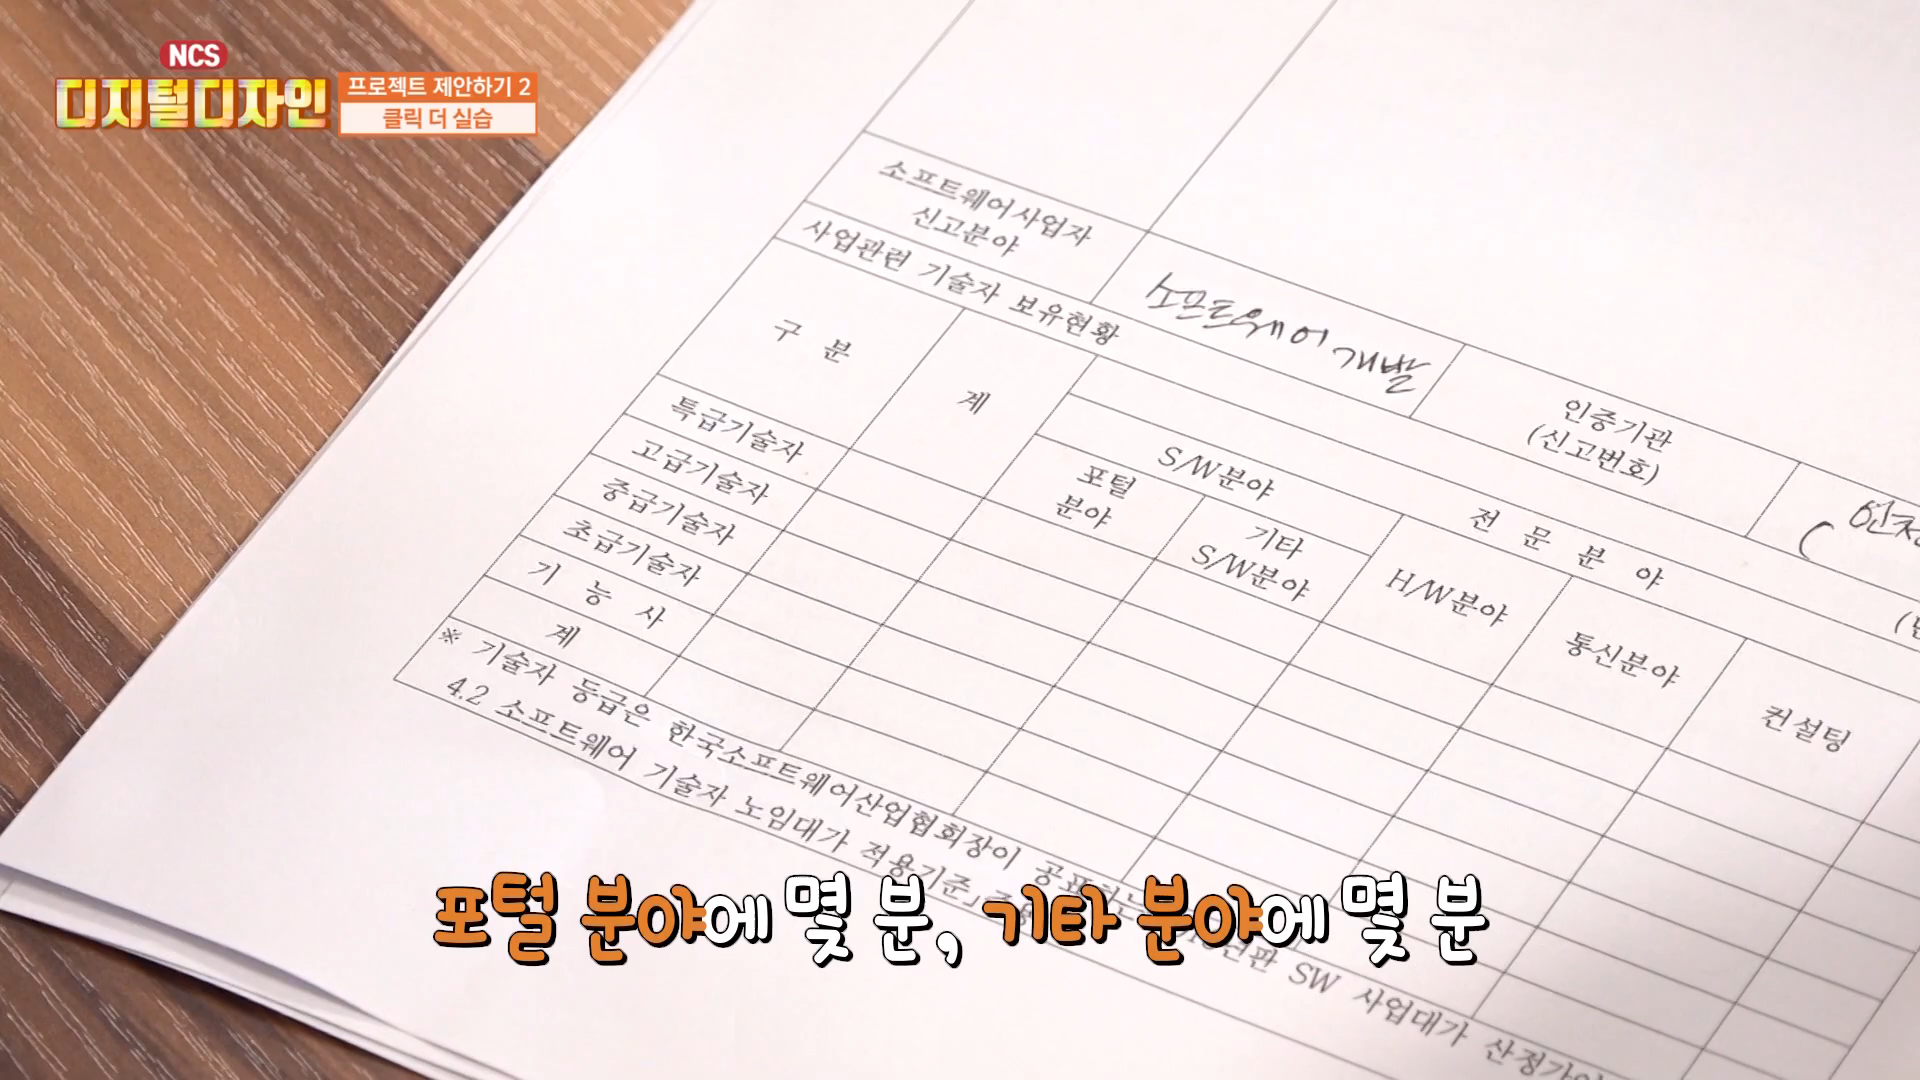 NCS
디지털디자인
프로젝트 제안하기 2
클릭 더 실습
소프트웨어사업자
신고분야
소프트웨어 개발
인증기관
(신고번호)
(
사업관련 기술자 보유현황
구 분
계
전 문 분 야
S/W분야
포털
분야
기타
S/W분야
H/W분야
통신분야
컨설팅
특급기술자
고급기술자
중급기술자
초급기술자
기 능 사
계
※ 기술자 등급은 한국소프트웨어산업협회장이
4.2 소프트웨어 기술자 노임대가 적용기준」 SW 사업대가
포털 분야에 몇 분, 기타 분야에 몇 분